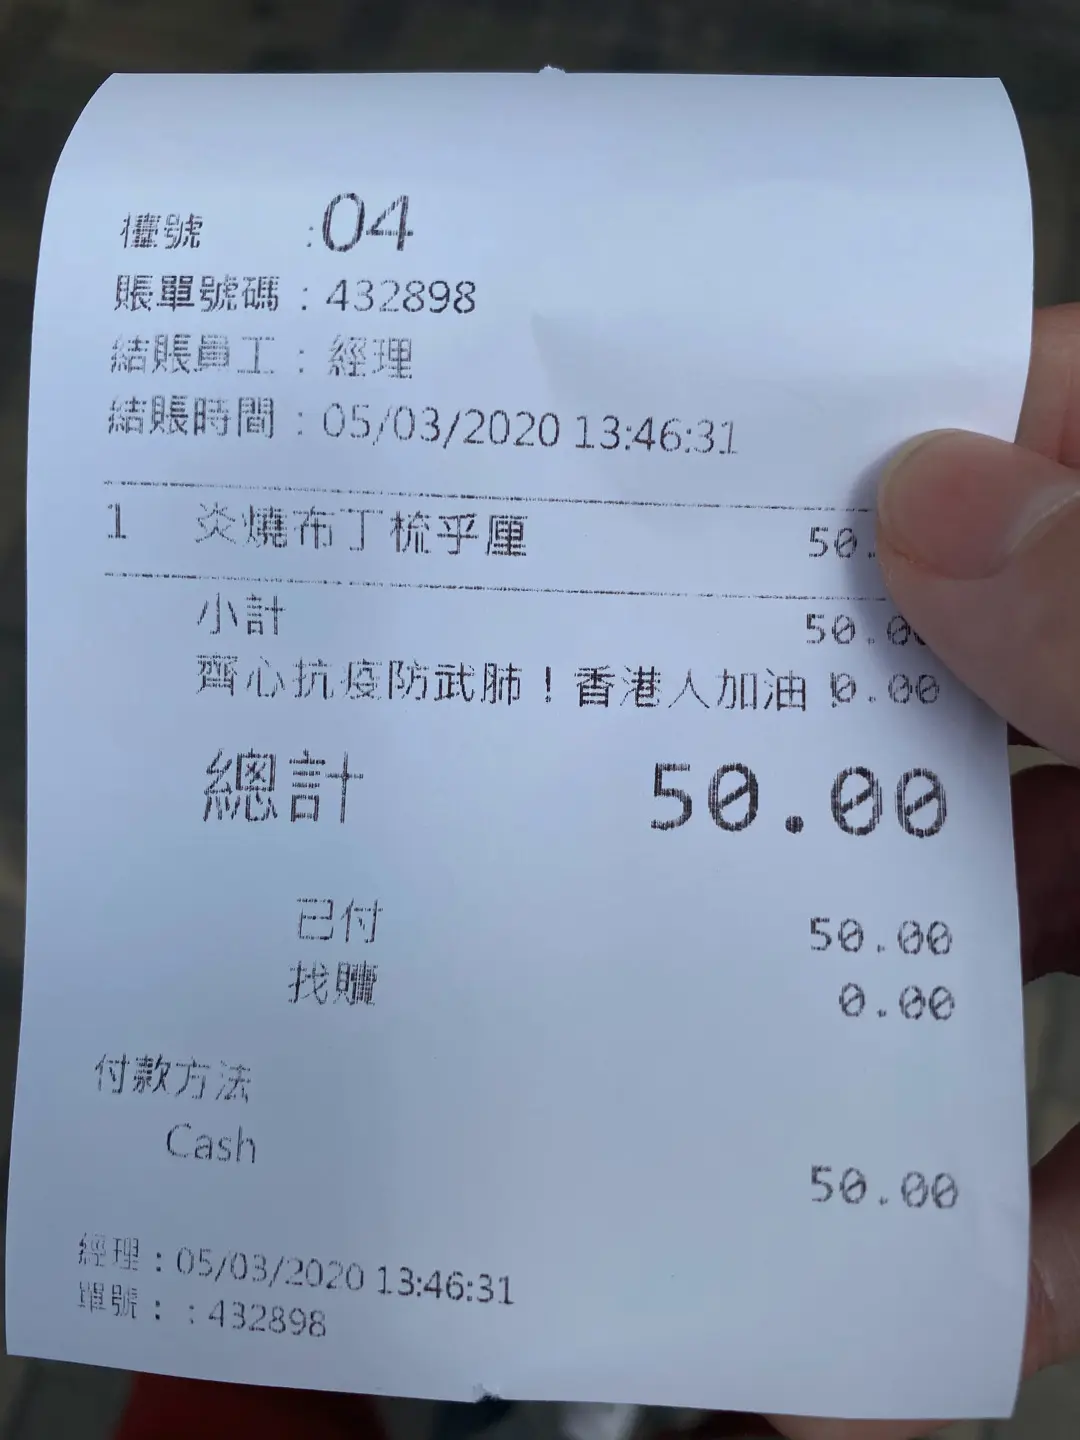 檯號 :04
賬單號碼 : 432898
結賬員工 : 經理
結賬時間 : 05/03/2020 13:46:31
1 炎燒布丁梳乎厘 50.
小計 50.00
齊心抗疫防武肺！香港人加油！0.00
總計 50.00
已付 50.00
找贖 0.00
付款方法
Cash
50.00
經理 : 05/03/2020 13:46:31
單號 : : 432898